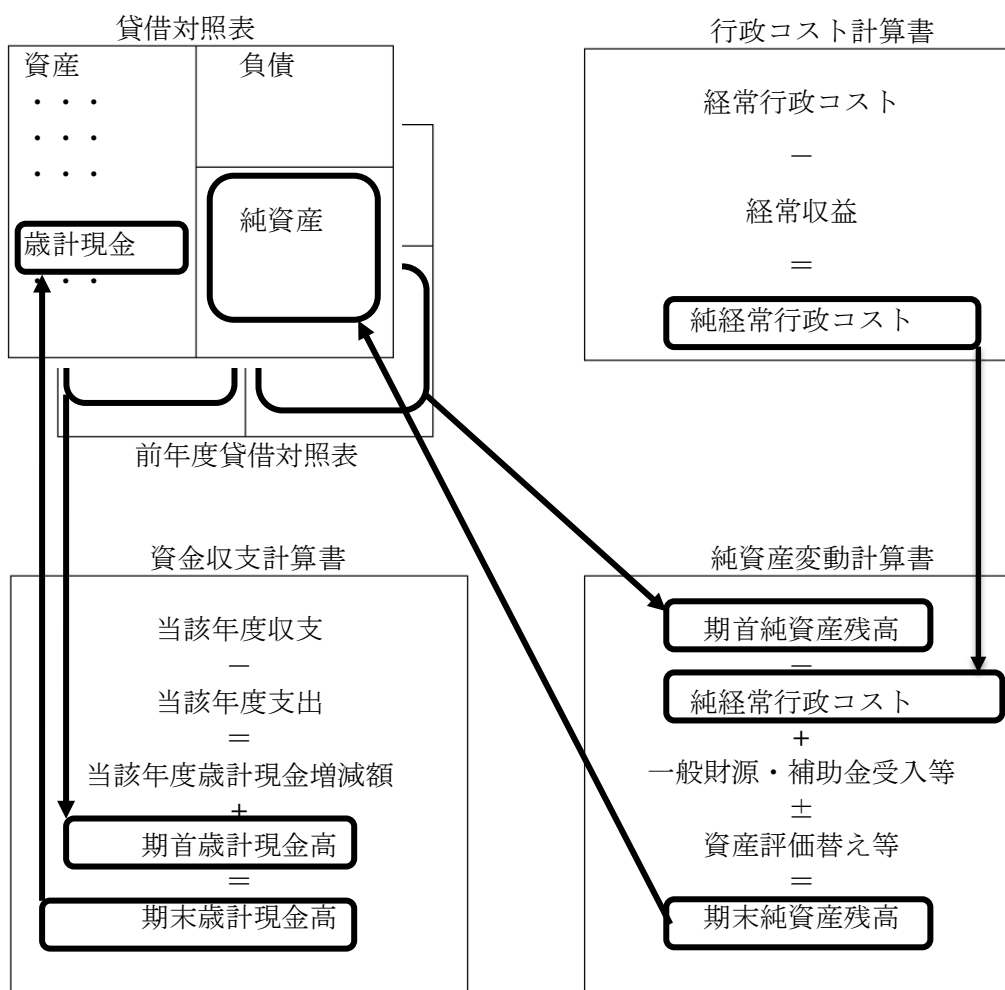 貸借対照表
資産
・・・
・・・
・・・
歳計現金
・・・
負債
純資産
前年度貸借対照表
行政コスト計算書
経常行政コスト
－
経常収益
＝
純経常行政コスト
資金収支計算書
当該年度収支
－
当該年度支出
＝
当該年度歳計現金増減額
+
期首歳計現金高
＝
期末歳計現金高
純資産変動計算書
期首純資産残高
－
純経常行政コスト
+
一般財源・補助金受入等
±
資産評価替え等
＝
期末純資産残高